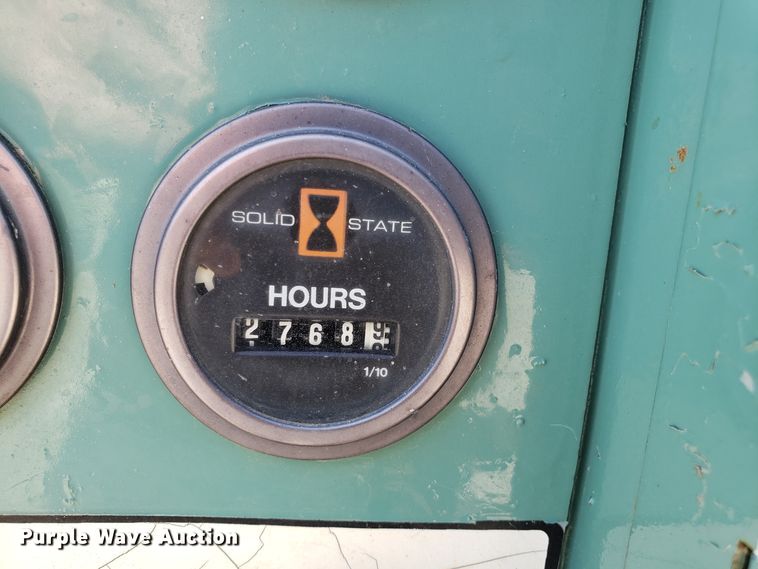 SOLID STATE
HOURS
2768
1/10
Purple Wave Auction